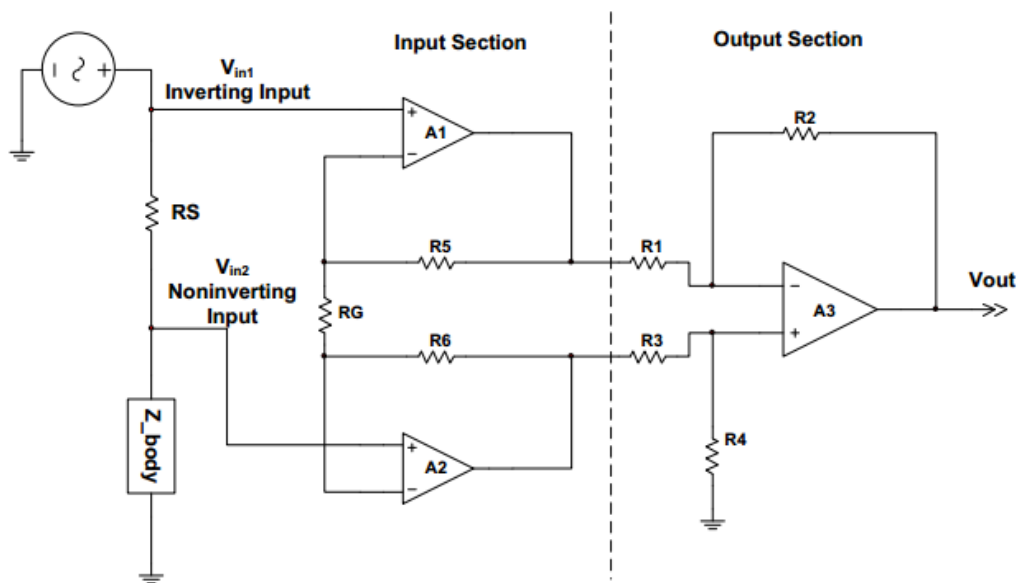 Input Section
Output Section
Vin1
Inverting Input
A1
R2
RS
R5
R1
Vin2
Noninverting
Input
RG
A3
Vout
R6
R3
Z_body
A2
R4